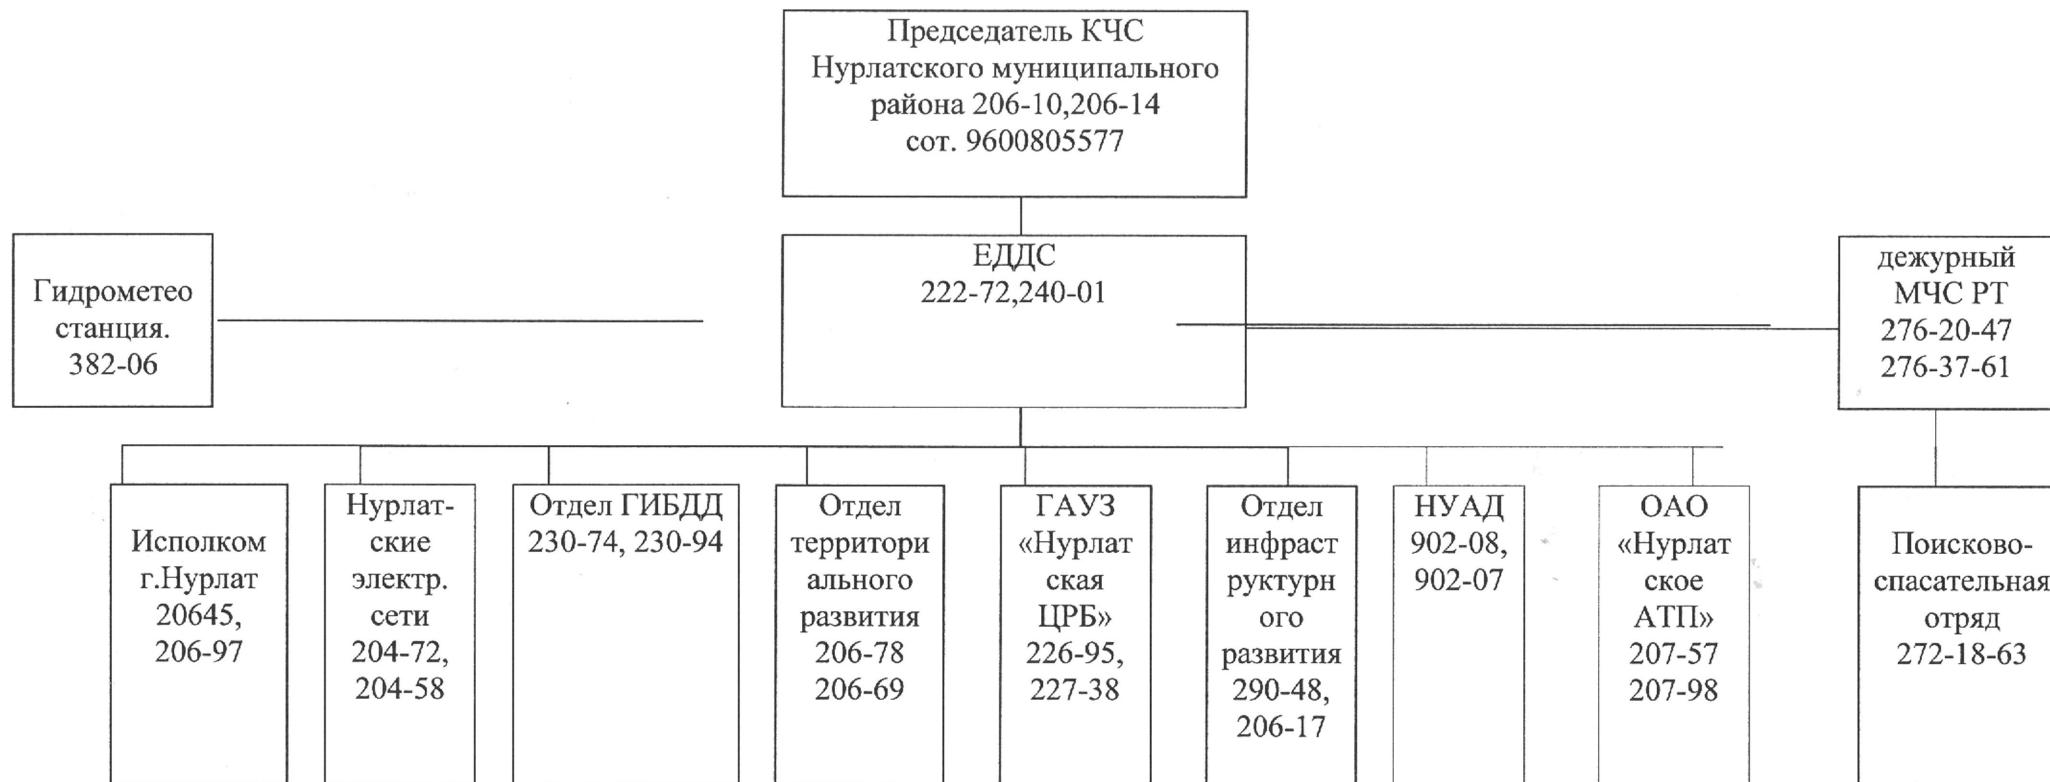 Председатель КЧС
Нурлатского муниципального
района 206-10,206-14
сот. 9600805577
Гидрометео
станция.
382-06
ЕДДС
222-72,240-01
дежурный
МЧС РТ
276-20-47
276-37-61
Исполком
г.Нурлат
20645,
206-97
Нурлат-
ские
электр.
сети
204-72,
204-58
Отдел ГИБДД
230-74, 230-94
Отдел
территори
ального
развития
206-78
206-69
ГАУЗ
«Нурлат
ская
ЦРБ»
226-95,
227-38
Отдел
инфраст
руктурн
ого
развития
290-48,
206-17
НУАД
902-08,
902-07
ОАО
«Нурлат
ское
АТП»
207-57
207-98
Поисково-
спасательная
отряд
272-18-63